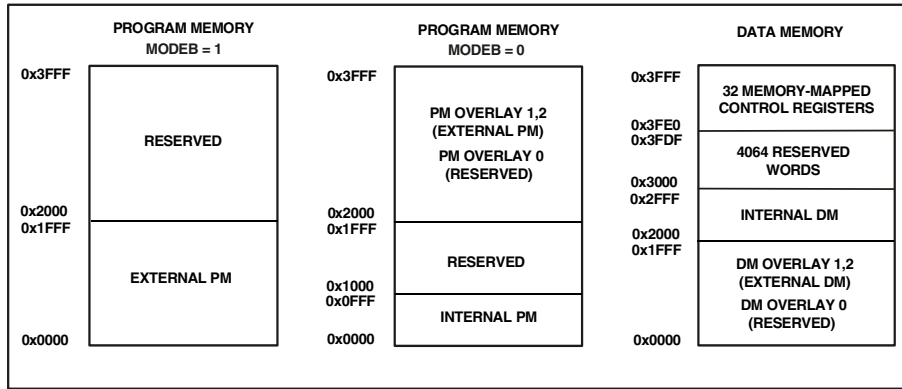 PROGRAM MEMORY
MODEB = 1
0x3FFF
RESERVED
0x2000
0x1FFF
EXTERNAL PM
0x0000
PROGRAM MEMORY
MODEB = 0
0x3FFF
PM OVERLAY 1,2
(EXTERNAL PM)
PM OVERLAY 0
(RESERVED)
0x2000
0x1FFF
RESERVED
0x1000
0x0FFF
INTERNAL PM
0x0000
DATA MEMORY
0x3FFF
32 MEMORY-MAPPED
CONTROL REGISTERS
0x3FE0
0x3FDF
4064 RESERVED
WORDS
0x3000
0x2FFF
INTERNAL DM
0x2000
0x1FFF
DM OVERLAY 1,2
(EXTERNAL DM)
DM OVERLAY 0
(RESERVED)
0x0000